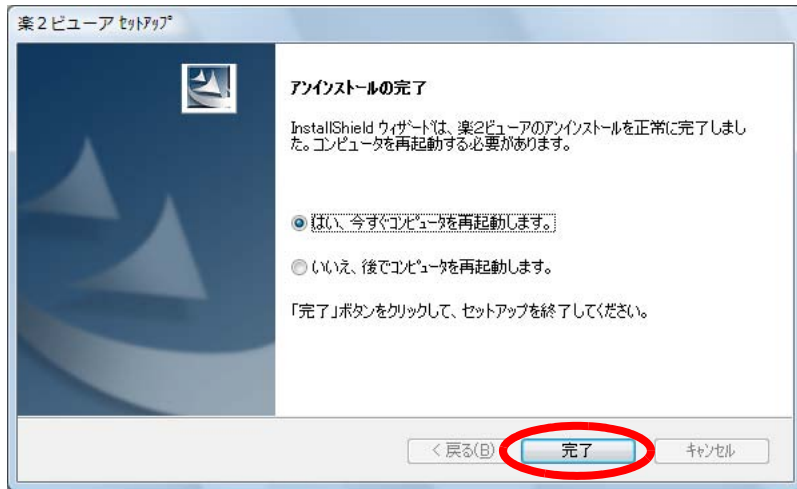 楽２ビューア ｾｯﾄｱｯﾌﾟ
ｱﾝｲﾝｽﾄｰﾙの完了
InstallShield ｳｨｻﾞｰﾄﾞは、楽2ﾋﾞｭｰｱのｱﾝｲﾝｽﾄｰﾙを正常に完了しまし
た。ｺﾝﾋﾟｭｰﾀを再起動する必要があります。
はい、今すぐｺﾝﾋﾟｭｰﾀを再起動します。
いいえ、後でｺﾝﾋﾟｭｰﾀを再起動します。
「完了」ﾎﾞﾀﾝをｸﾘｯｸして、ｾｯﾄｱｯﾌﾟを終了してください。
< 戻る(B)
完了
ｷｬﾝｾﾙ